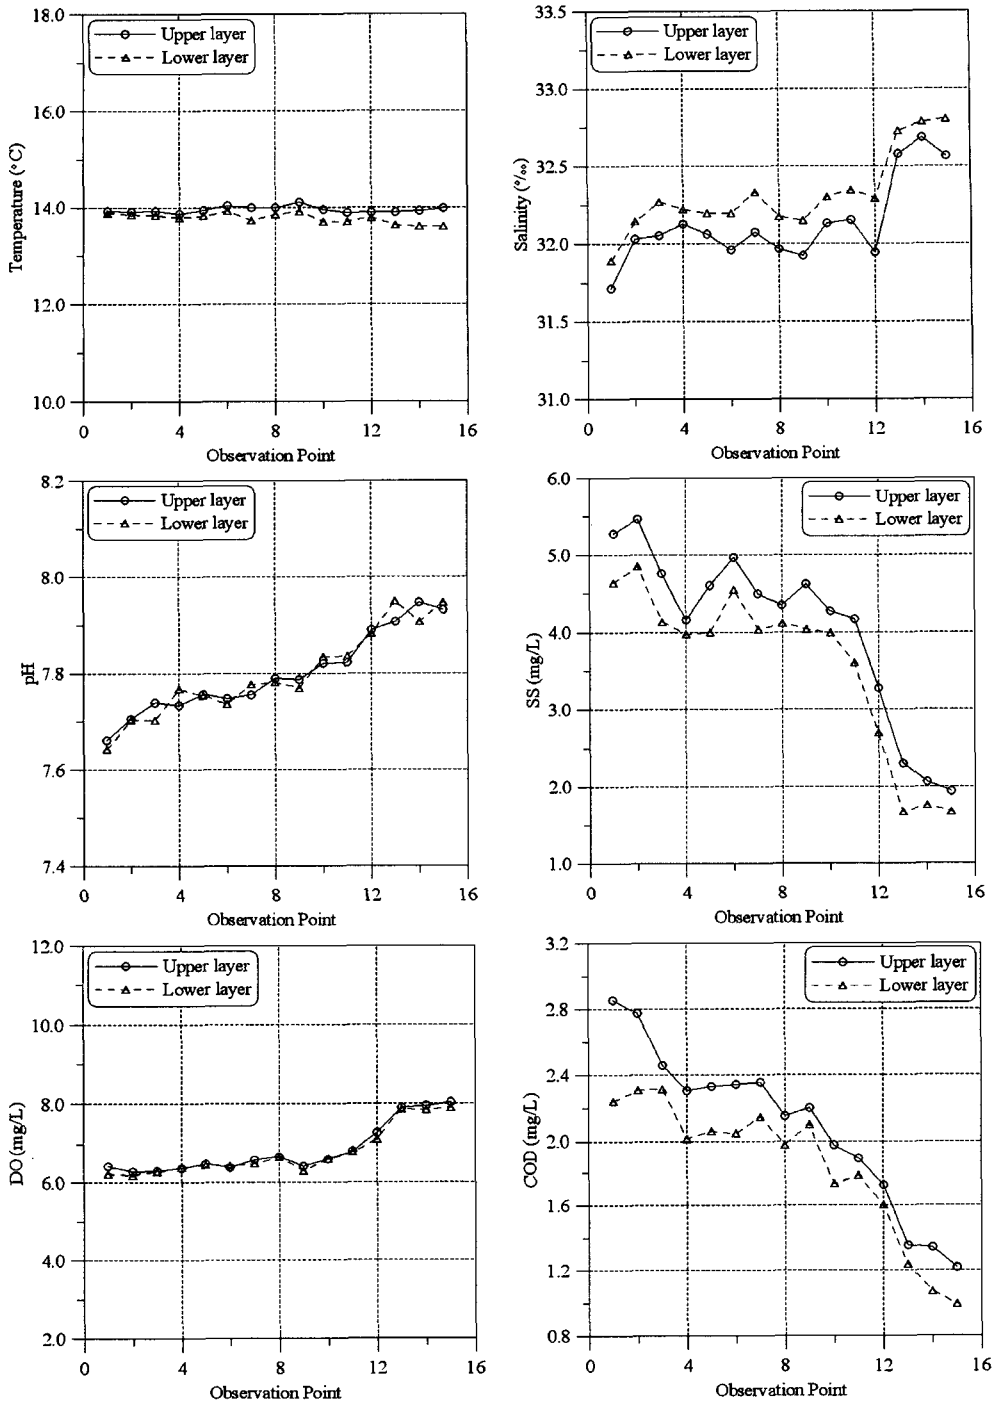 18.0
16.0
14.0
12.0
10.0
Temperature (°C)
Upper layer
Lower layer
0 4 8 12 16
Observation Point
33.5
33.0
32.5
32.0
31.5
31.0
Salinity (°/₀₀)
Upper layer
Lower layer
0 4 8 12 16
Observation Point
8.2
8.0
7.8
7.6
7.4
pH
Upper layer
Lower layer
0 4 8 12 16
Observation Point
6.0
5.0
4.0
3.0
2.0
1.0
SS (mg/L)
Upper layer
Lower layer
0 4 8 12 16
Observation Point
12.0
10.0
8.0
6.0
4.0
2.0
DO (mg/L)
Upper layer
Lower layer
0 4 8 12 16
Observation Point
3.2
2.8
2.4
2.0
1.6
1.2
0.8
COD (mg/L)
Upper layer
Lower layer
0 4 8 12 16
Observation Point